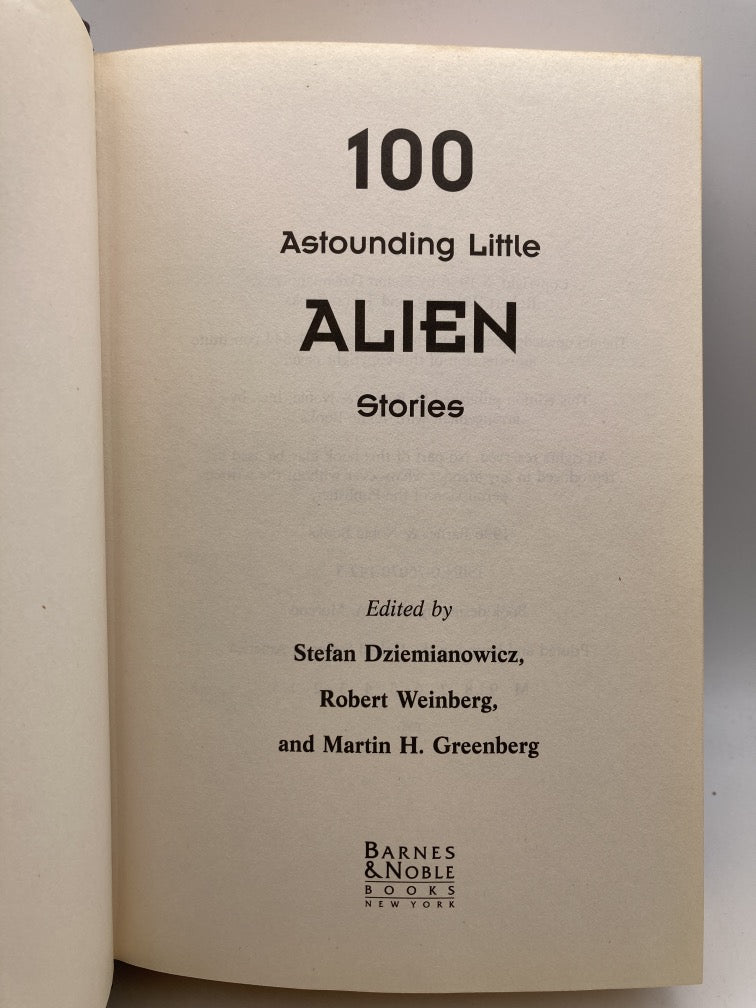 100
Astounding Little
ALIEN
Stories
Edited by
Stefan Dziemianowicz,
Robert Weinberg,
and Martin H. Greenberg
BARNES
& NOBLE
BOOKS
NEW YORK